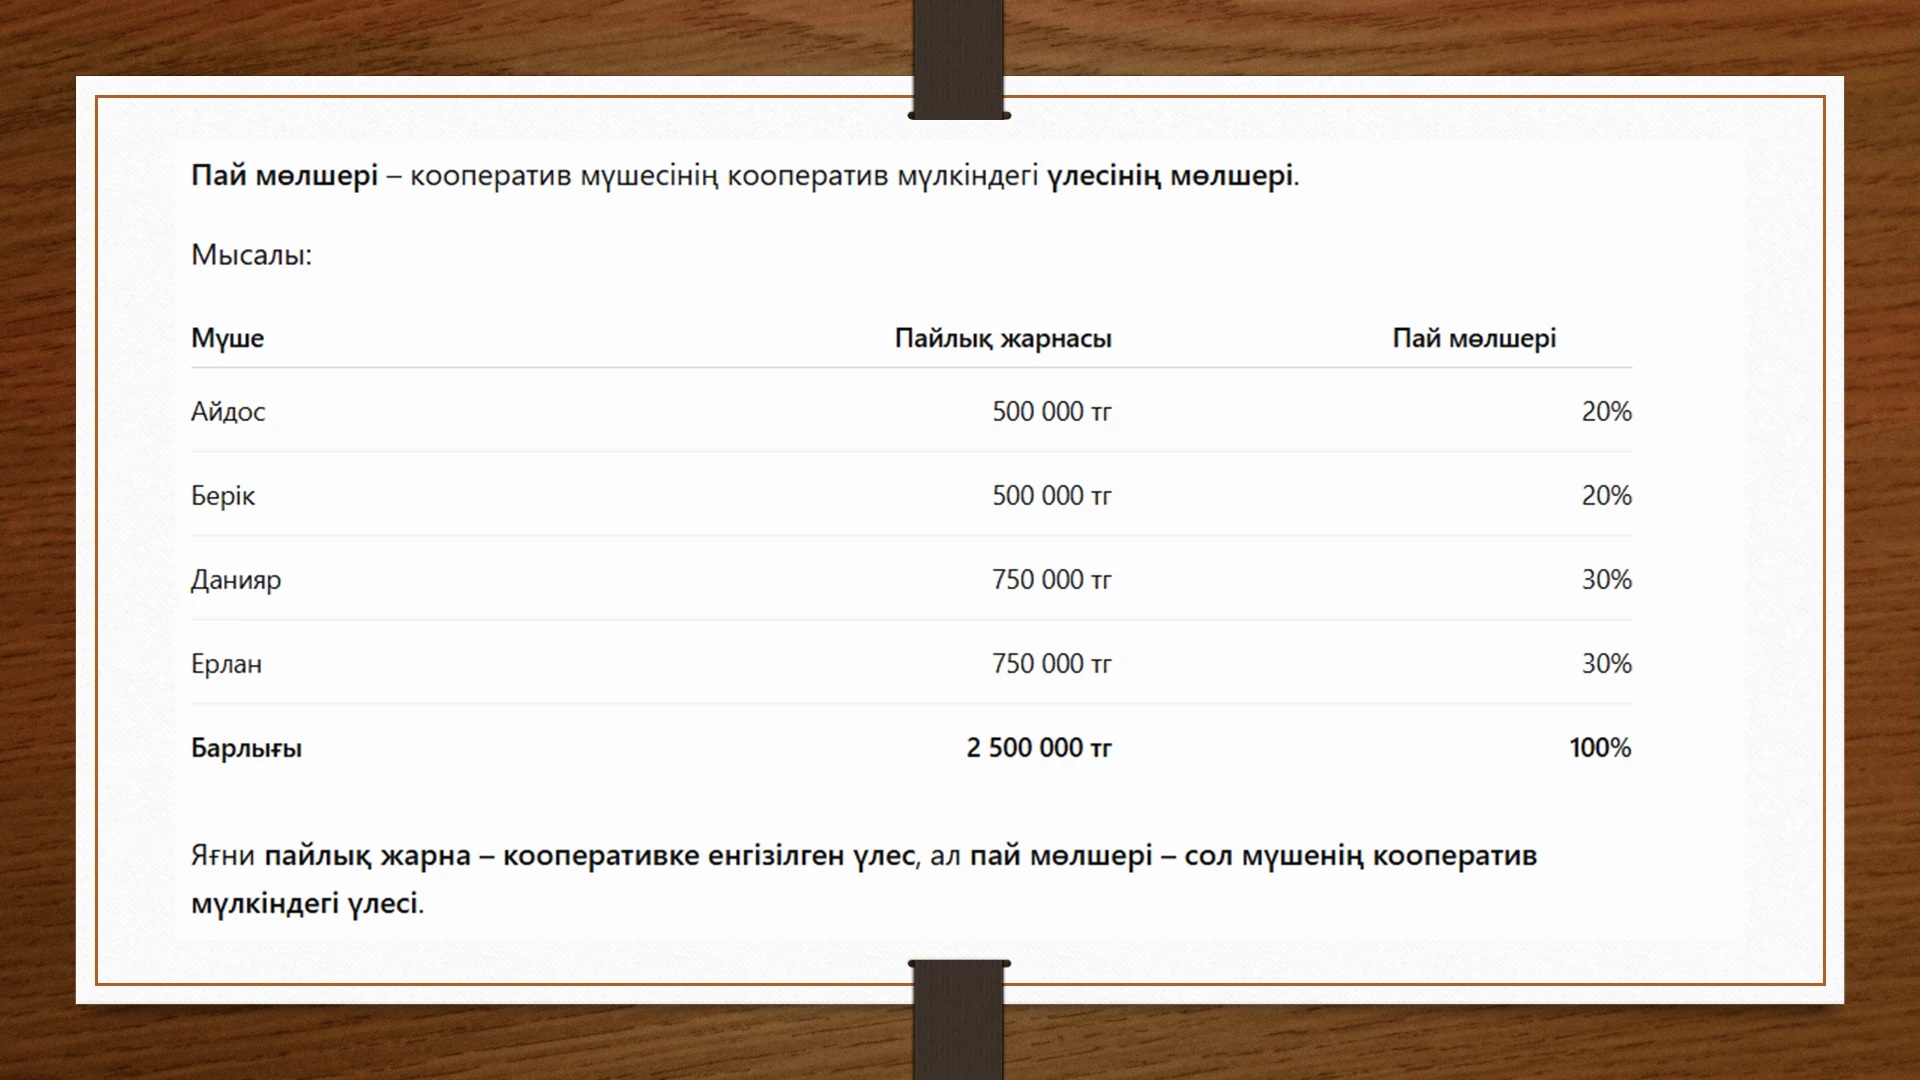 Пай мөлшері – кооператив мүшесінің кооператив мүлкіндегі үлесінің мөлшері.
Мысалы:
Мүше Пайлық жарнасы Пай мөлшері
Айдос 500 000 тг 20%
Берік 500 000 тг 20%
Данияр 750 000 тг 30%
Ерлан 750 000 тг 30%
Барлығы 2 500 000 тг 100%
Яғни пайлық жарна – кооперативке енгізілген үлес, ал пай мөлшері – сол мүшенің кооператив
мүлкіндегі үлесі.